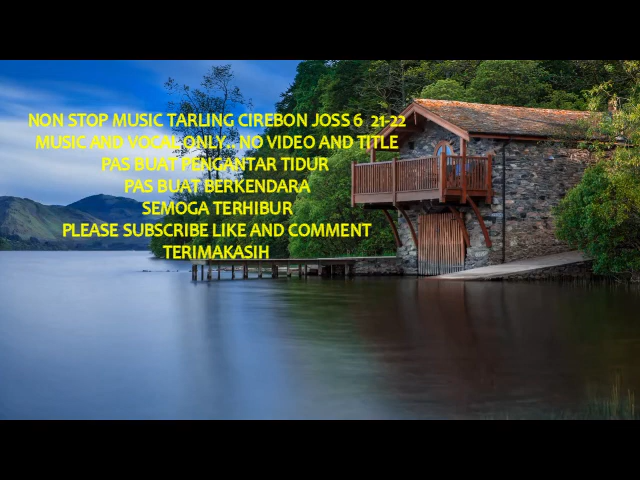 NON STOP MUSIC TARLING CIREBON JOSS 6 21-22
MUSIC AND VOCAL ONLY.. NO VIDEO AND TITLE
PAS BUAT PENGANTAR TIDUR
PAS BUAT BERKENDARA
SEMOGA TERHIBUR
PLEASE SUBSCRIBE LIKE AND COMMENT
TERIMAKASIH